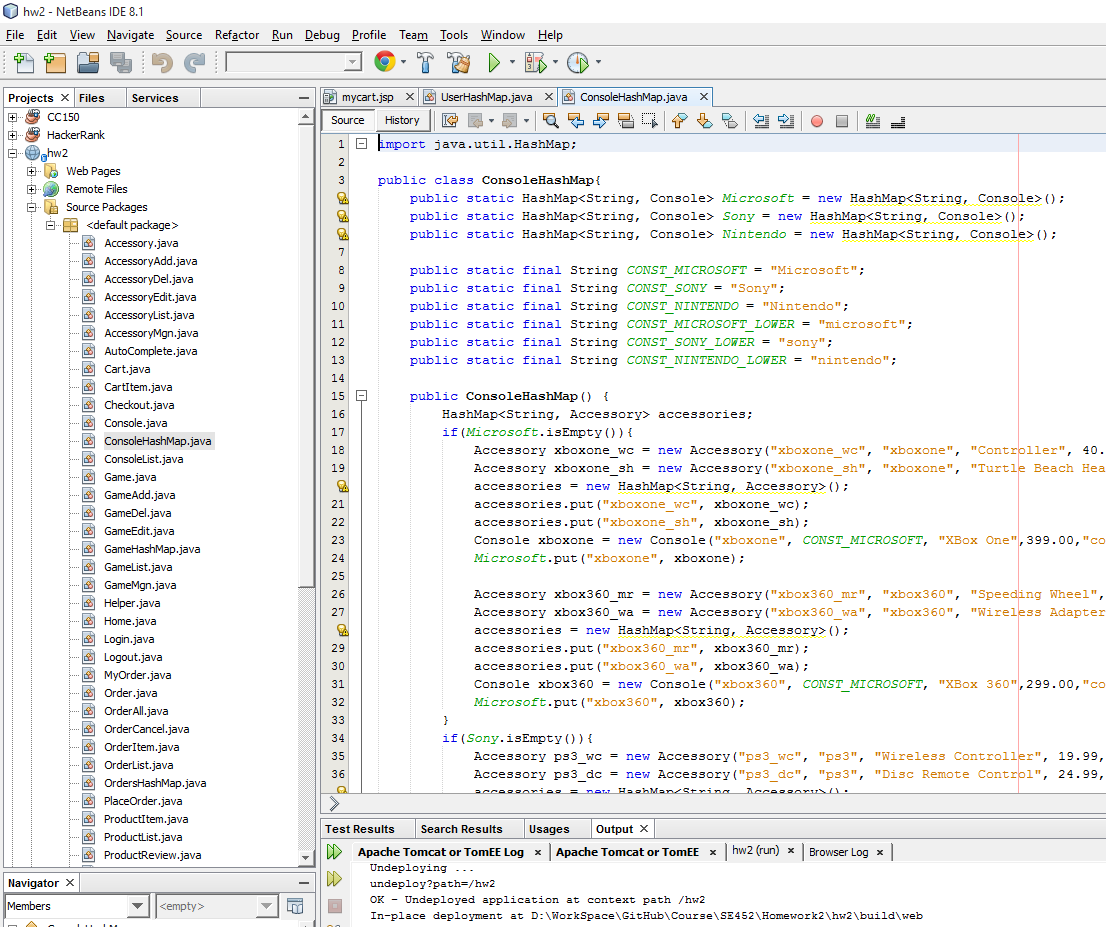 hw2 - NetBeans IDE 8.1
File Edit View Navigate Source Refactor Run Debug Profile Team Tools Window Help
Projects Files Services
CC150
HackerRank
hw2
Web Pages
Remote Files
Source Packages
<default package>
Accessory.java
AccessoryAdd.java
AccessoryDel.java
AccessoryEdit.java
AccessoryList.java
AccessoryMgn.java
AutoComplete.java
Cart.java
CartItem.java
Checkout.java
Console.java
ConsoleHashMap.java
ConsoleList.java
Game.java
GameAdd.java
GameDel.java
GameEdit.java
GameHashMap.java
GameList.java
GameMgn.java
Helper.java
Home.java
Login.java
Logout.java
MyOrder.java
Order.java
OrderAll.java
OrderCancel.java
OrderItem.java
OrderList.java
OrdersHashMap.java
PlaceOrder.java
ProductItem.java
ProductList.java
ProductReview.java
Navigator
Members <empty>
mycart.jsp UserHashMap.java ConsoleHashMap.java
Source History
1 import java.util.HashMap;
2
3 public class ConsoleHashMap{
public static HashMap<String, Console> Microsoft = new HashMap<String, Console>();
public static HashMap<String, Console> Sony = new HashMap<String, Console>();
public static HashMap<String, Console> Nintendo = new HashMap<String, Console>();
7
8 public static final String CONST_MICROSOFT = "Microsoft";
9 public static final String CONST_SONY = "Sony";
10 public static final String CONST_NINTENDO = "Nintendo";
11 public static final String CONST_MICROSOFT_LOWER = "microsoft";
12 public static final String CONST_SONY_LOWER = "sony";
13 public static final String CONST_NINTENDO_LOWER = "nintendo";
14
15 public ConsoleHashMap() {
16 HashMap<String, Accessory> accessories;
17 if(Microsoft.isEmpty()){
18 Accessory xboxone_wc = new Accessory("xboxone_wc", "xboxone", "Controller", 40.
19 Accessory xboxone_sh = new Accessory("xboxone_sh", "xboxone", "Turtle Beach Hea
accessories = new HashMap<String, Accessory>();
21 accessories.put("xboxone_wc", xboxone_wc);
22 accessories.put("xboxone_sh", xboxone_sh);
23 Console xboxone = new Console("xboxone", CONST_MICROSOFT, "XBox One",399.00,"co
24 Microsoft.put("xboxone", xboxone);
25
26 Accessory xbox360_mr = new Accessory("xbox360_mr", "xbox360", "Speeding Wheel",
27 Accessory xbox360_wa = new Accessory("xbox360_wa", "xbox360", "Wireless Adapter
accessories = new HashMap<String, Accessory>();
29 accessories.put("xbox360_mr", xbox360_mr);
30 accessories.put("xbox360_wa", xbox360_wa);
31 Console xbox360 = new Console("xbox360", CONST_MICROSOFT, "XBox 360",299.00,"co
32 Microsoft.put("xbox360", xbox360);
33 }
34 if(Sony.isEmpty()){
35 Accessory ps3_wc = new Accessory("ps3_wc", "ps3", "Wireless Controller", 19.99,
36 Accessory ps3_dc = new Accessory("ps3_dc", "ps3", "Disc Remote Control", 24.99,
accessories = new HashMap<String, Accessory>();
Test Results Search Results Usages Output
Apache Tomcat or TomEE Log Apache Tomcat or TomEE hw2 (run) Browser Log
Undeploying ...
undeploy?path=/hw2
OK - Undeployed application at context path /hw2
In-place deployment at D:\WorkSpace\GitHub\Course\SE452\Homework2\hw2\build\web